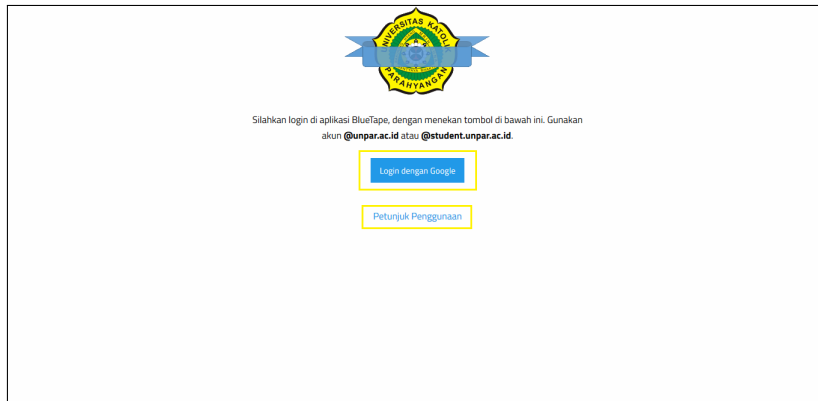 UNIVERSITAS KATOLIK
PARAHYANGAN
Silahkan login di aplikasi BlueTape, dengan menekan tombol di bawah ini. Gunakan
akun @unpar.ac.id atau @student.unpar.ac.id.
Login dengan Google
Petunjuk Penggunaan